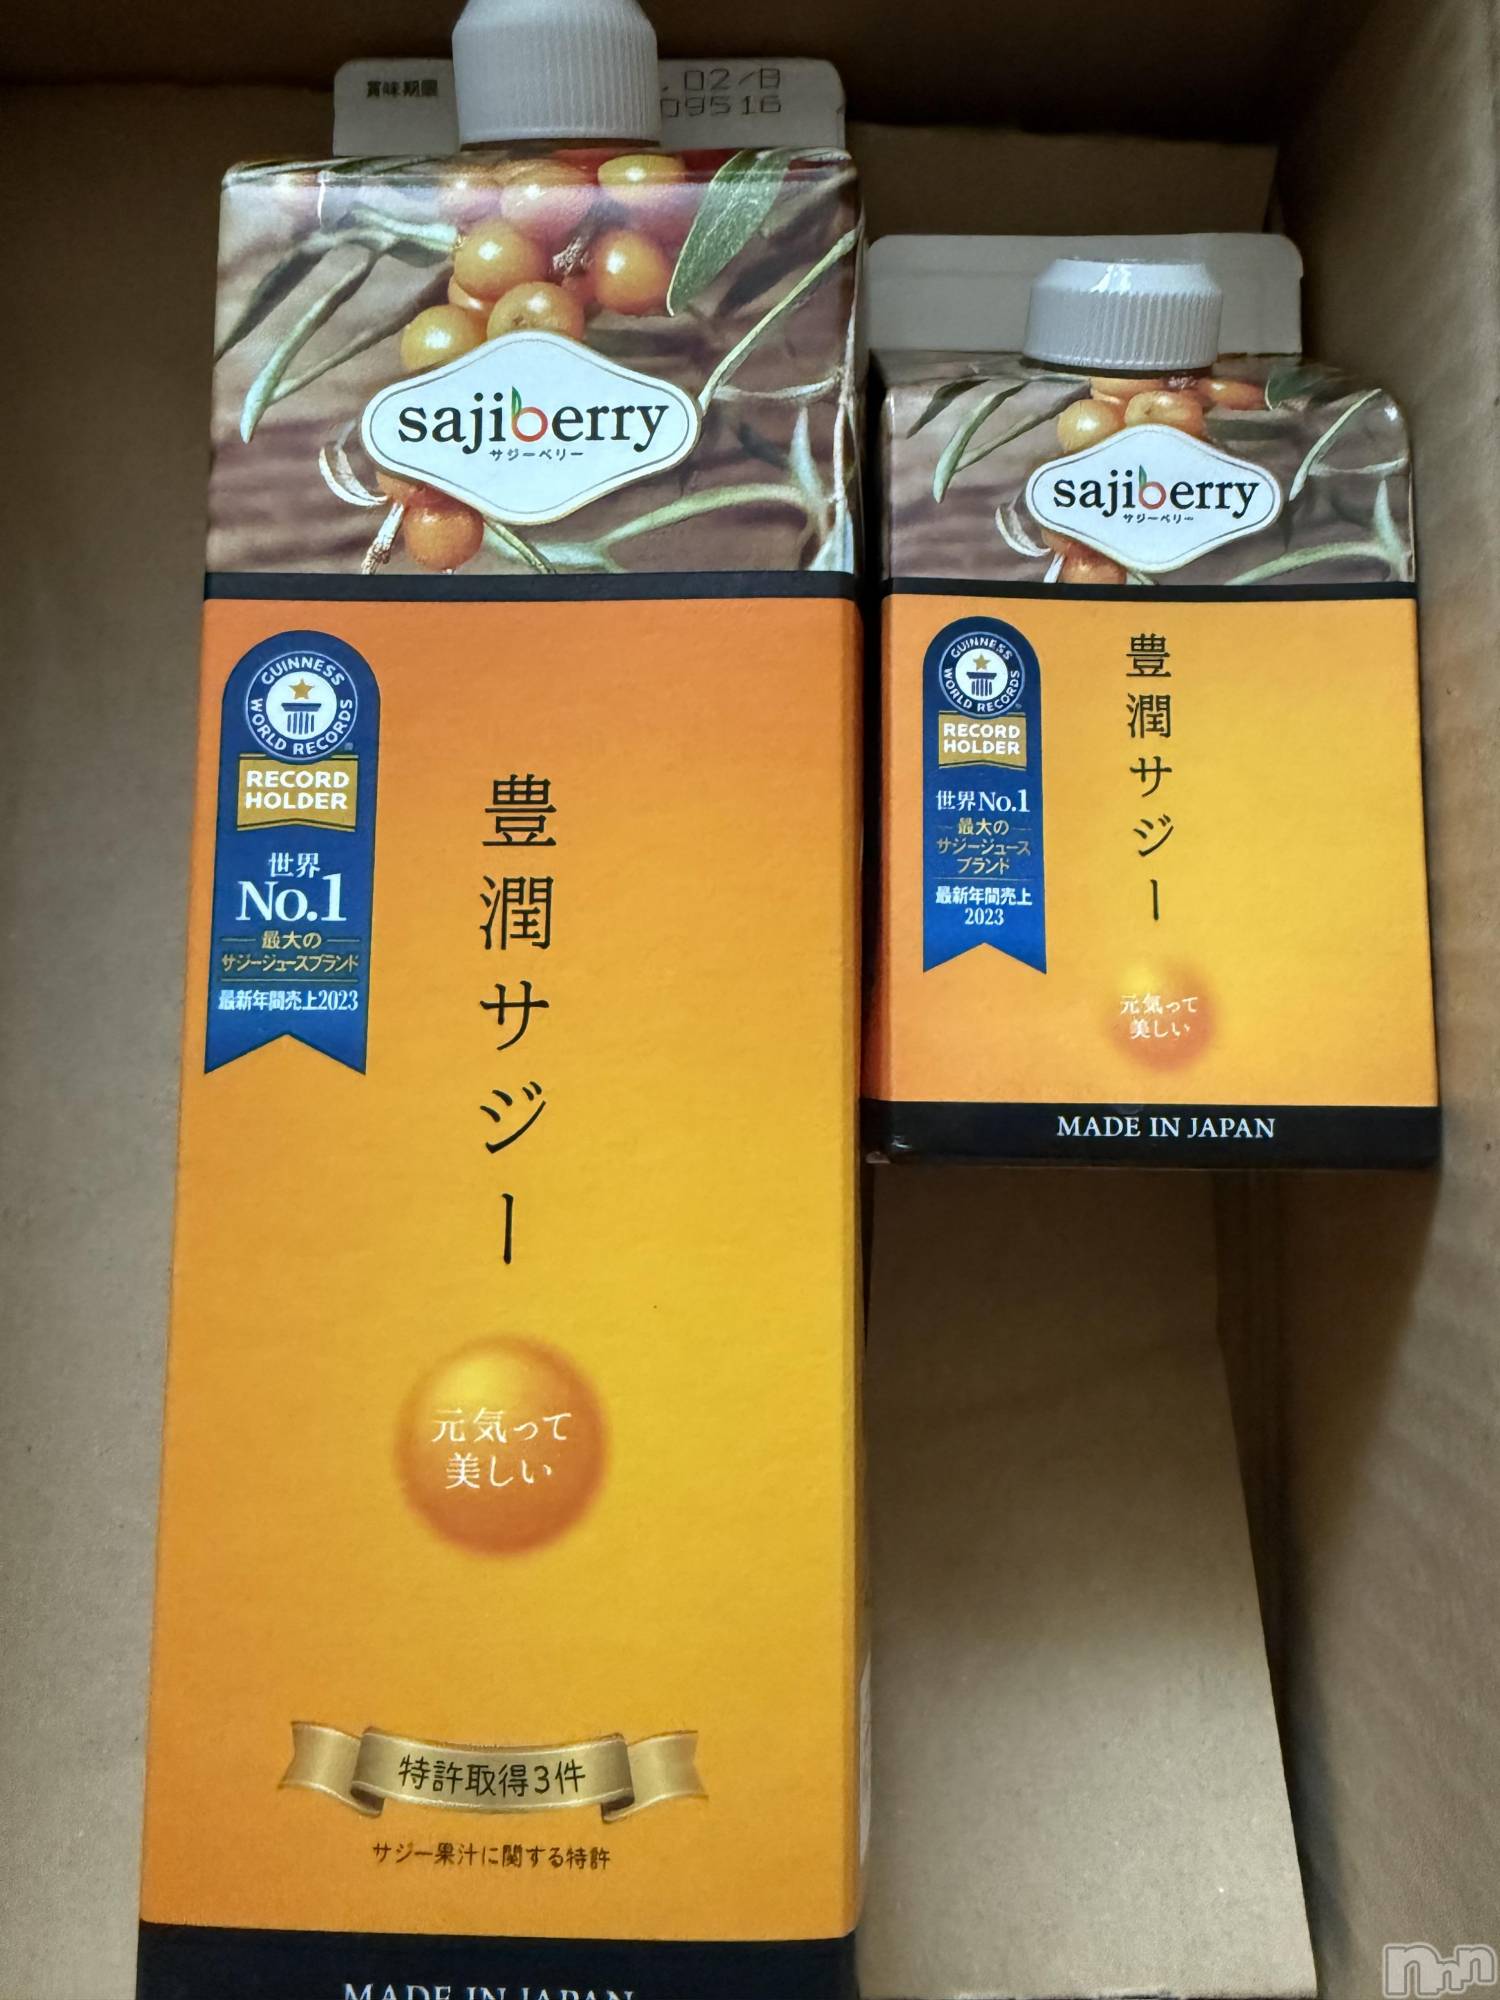 賞味期限
.02/B
09516
sajiberry
サジーベリー
GUINNESS
WORLD RECORDS
RECORD
HOLDER
世界
No.1
最大の
サジージュースブランド
最新年間売上2023
豊潤サジー
元気って
美しい
特許取得3件
サジー果汁に関する特許
MADE IN JAPAN
sajiberry
サジーベリー
GUINNESS
WORLD RECORDS
RECORD
HOLDER
世界No.1
最大の
サジージュース
ブランド
最新年間売上
2023
豊潤サジー
元気って
美しい
MADE IN JAPAN